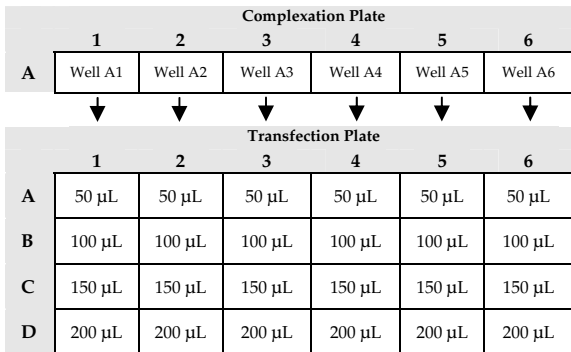 Complexation Plate
1 2 3 4 5 6
A Well A1 Well A2 Well A3 Well A4 Well A5 Well A6
Transfection Plate
1 2 3 4 5 6
A 50 µL 50 µL 50 µL 50 µL 50 µL 50 µL
B 100 µL 100 µL 100 µL 100 µL 100 µL 100 µL
C 150 µL 150 µL 150 µL 150 µL 150 µL 150 µL
D 200 µL 200 µL 200 µL 200 µL 200 µL 200 µL